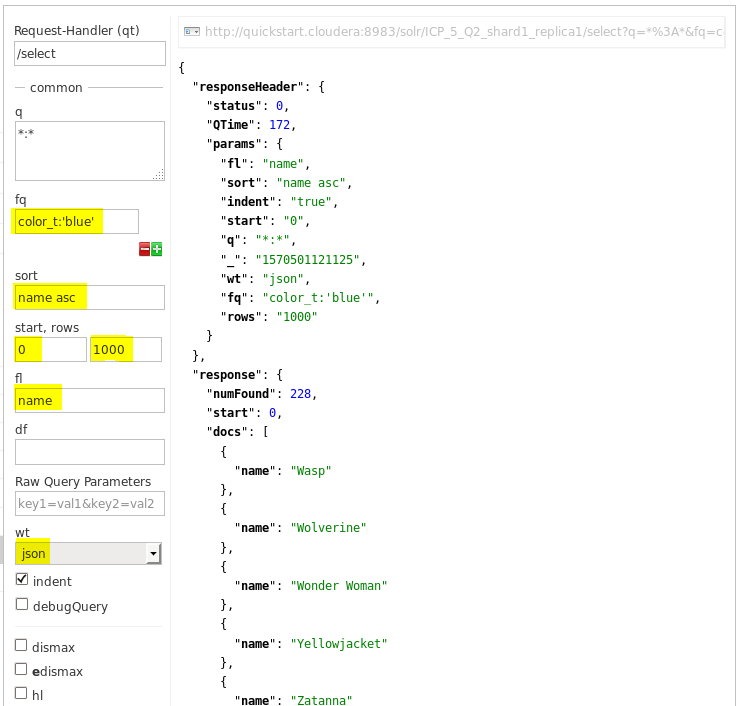 Request-Handler (qt)
/select
common
q
*:*
fq
color_t:'blue'
sort
name asc
start, rows
0 1000
fl
name
df
Raw Query Parameters
key1=val1&key2=val2
wt
json
indent
debugQuery
dismax
edismax
hl
http://quickstart.cloudera:8983/solr/ICP_5_Q2_shard1_replica1/select?q=*%3A*&fq=c
{
"responseHeader": {
"status": 0,
"QTime": 172,
"params": {
"fl": "name",
"sort": "name asc",
"indent": "true",
"start": "0",
"q": "*:*",
"_": "1570501121125",
"wt": "json",
"fq": "color_t:'blue'",
"rows": "1000"
}
},
"response": {
"numFound": 228,
"start": 0,
"docs": [
{
"name": "Wasp"
},
{
"name": "Wolverine"
},
{
"name": "Wonder Woman"
},
{
"name": "Yellowjacket"
},
{
"name": "Zatanna"